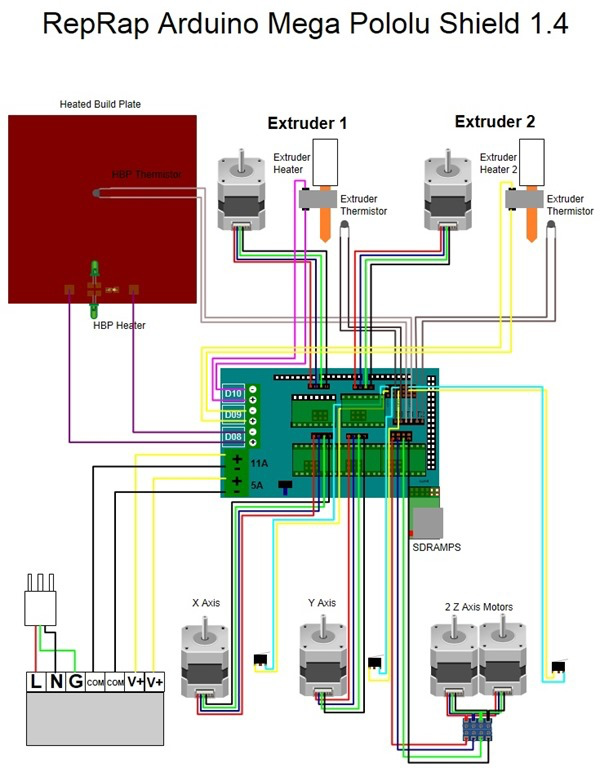 RepRap Arduino Mega Pololu Shield 1.4
Heated Build Plate
Extruder 1
Extruder 2
Extruder
Heater
Extruder
Heater 2
HBP Thermistor
Extruder
Thermistor
Extruder
Thermistor
HBP Heater
D10
D09
D08
11A
5A
SDRAMPS
X Axis
Y Axis
2 Z Axis Motors
L N G COM COM V+ V+